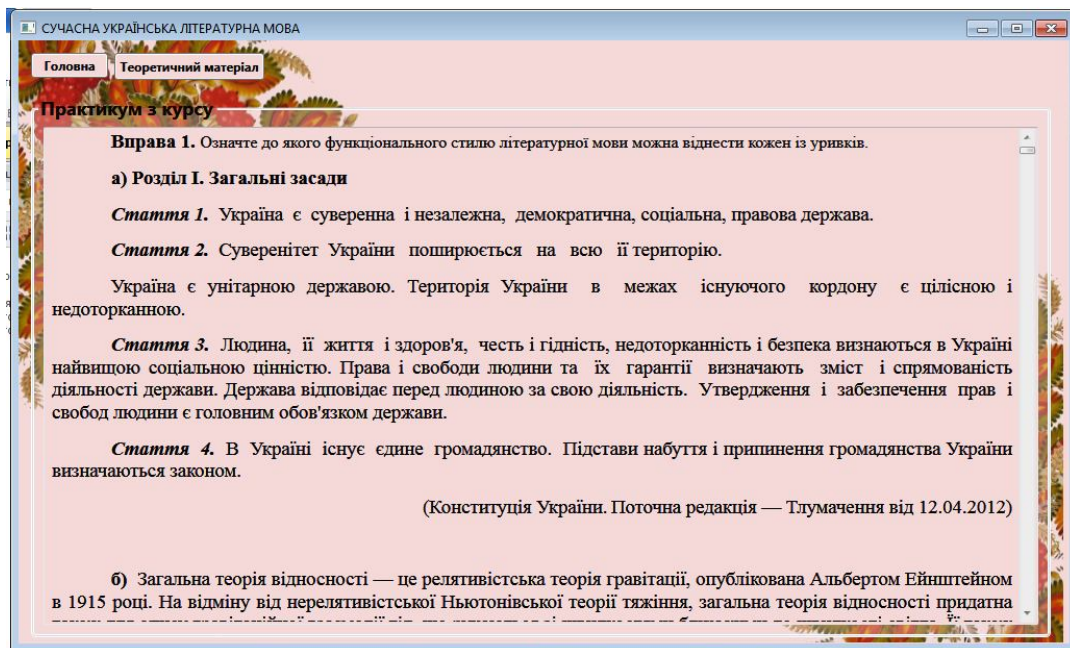 СУЧАСНА УКРАЇНСЬКА ЛІТЕРАТУРНА МОВА
Головна Теоретичний матеріал
Практикум з курсу
Вправа 1. Означте до якого функціонального стилю літературної мови можна віднести кожен із уривків.
а) Розділ I. Загальні засади
Стаття 1. Україна є суверенна і незалежна, демократична, соціальна, правова держава.
Стаття 2. Суверенітет України поширюється на всю її територію.
Україна є унітарною державою. Територія України в межах існуючого кордону є цілісною і
недоторканною.
Стаття 3. Людина, її життя і здоров'я, честь і гідність, недоторканність і безпека визнаються в Україні
найвищою соціальною цінністю. Права і свободи людини та їх гарантії визначають зміст і спрямованість
діяльності держави. Держава відповідає перед людиною за свою діяльність. Утвердження і забезпечення прав і
свобод людини є головним обов'язком держави.
Стаття 4. В Україні існує єдине громадянство. Підстави набуття і припинення громадянства України
визначаються законом.
(Конституція України. Поточна редакція — Тлумачення від 12.04.2012)
б) Загальна теорія відносності — це релятивістська теорія гравітації, опублікована Альбертом Ейнштейном
в 1915 році. На відміну від нерелятивістської Ньютонівської теорії тяжіння, загальна теорія відносності придатна